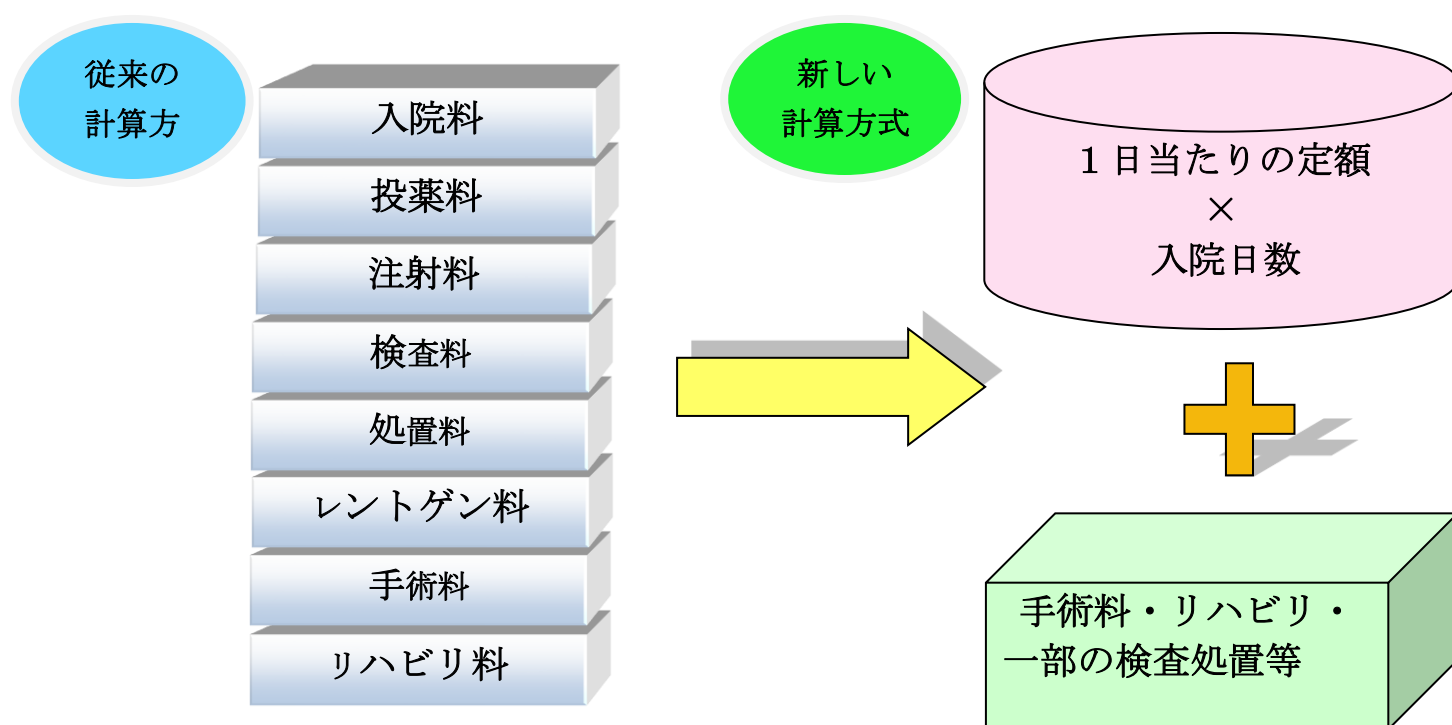 従来の
計算方
入院料
投薬料
注射料
検査料
処置料
レントゲン料
手術料
リハビリ料
新しい
計算方式
１日当たりの定額
×
入院日数
手術料・リハビリ・
一部の検査処置等